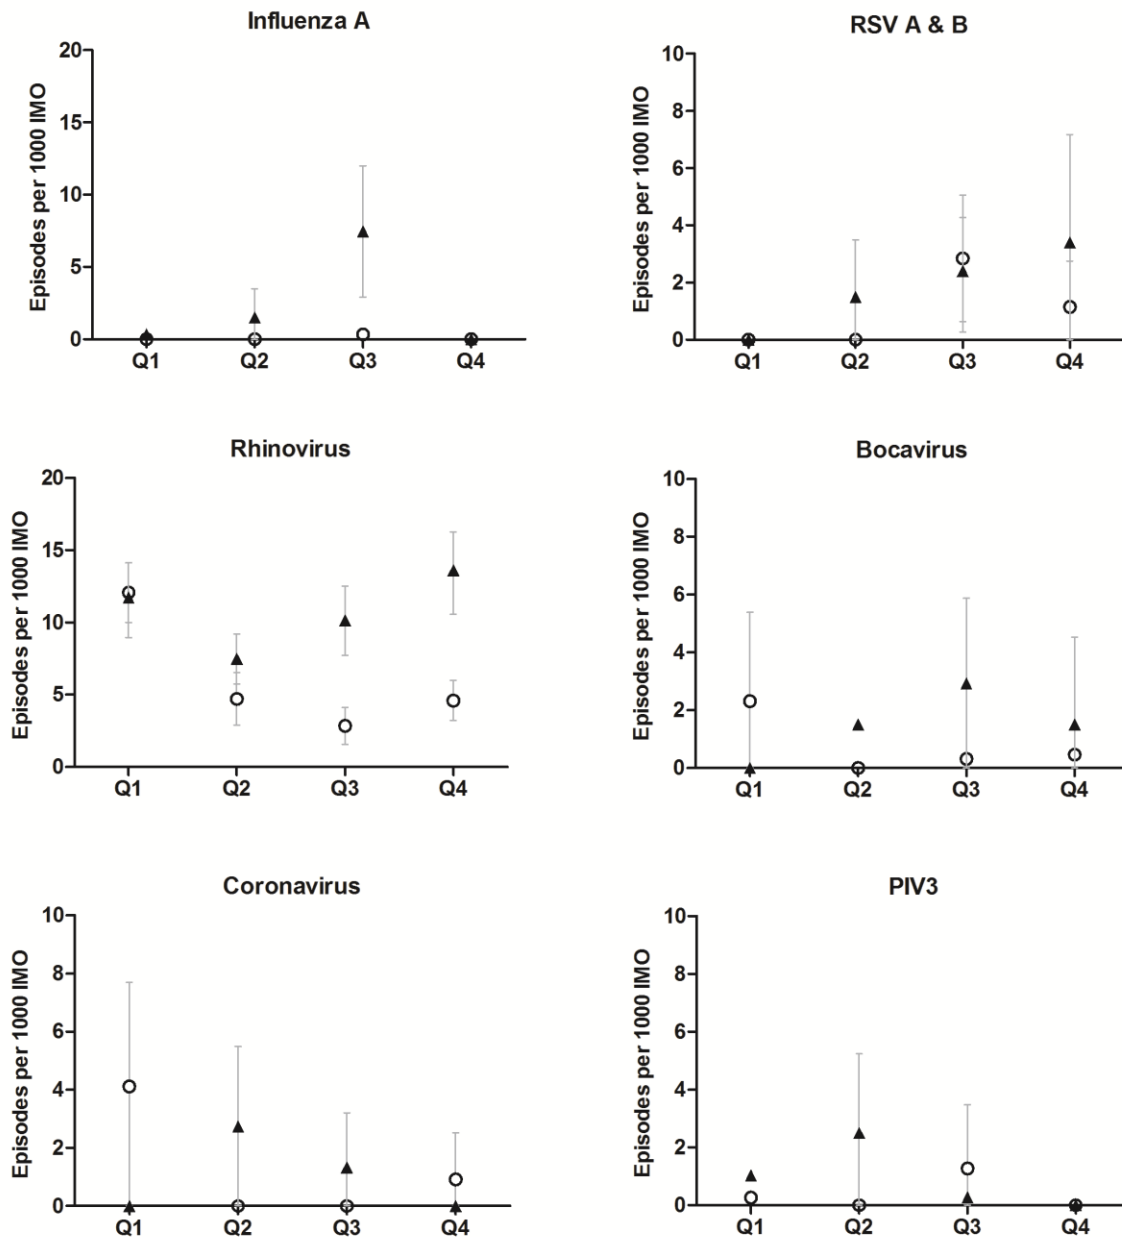 Influenza A
Episodes per 1000 IMO
20
15
10
5
0
Q1 Q2 Q3 Q4
RSV A & B
Episodes per 1000 IMO
10
8
6
4
2
0
Q1 Q2 Q3 Q4
Rhinovirus
Episodes per 1000 IMO
20
15
10
5
0
Q1 Q2 Q3 Q4
Bocavirus
Episodes per 1000 IMO
10
8
6
4
2
0
Q1 Q2 Q3 Q4
Coronavirus
Episodes per 1000 IMO
10
8
6
4
2
0
Q1 Q2 Q3 Q4
PIV3
Episodes per 1000 IMO
10
8
6
4
2
0
Q1 Q2 Q3 Q4